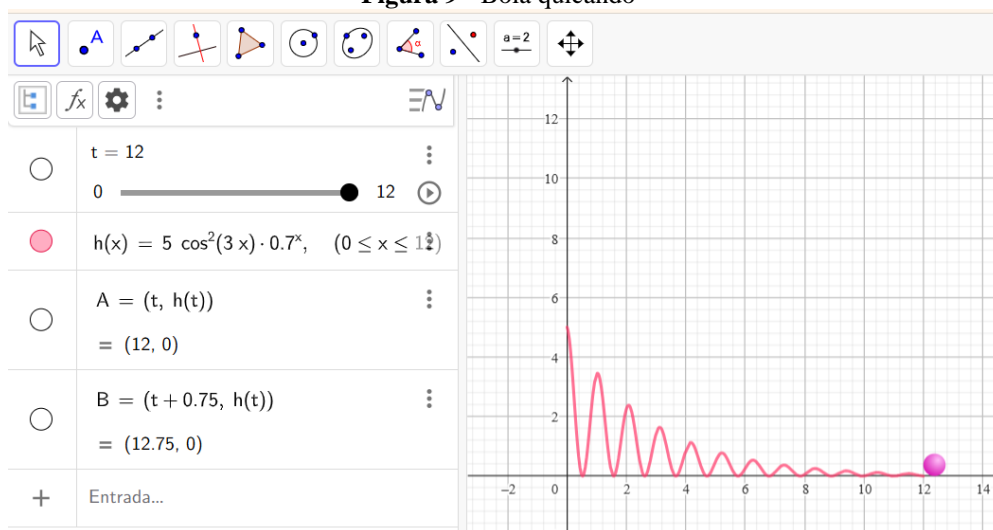 Figura 9 - Bola quicando
A
α
a = 2
fx
t = 12
0
12
h(x) = 5 cos²(3 x) · 0.7ˣ, (0 ≤ x ≤ 12)
A = (t, h(t))
= (12, 0)
B = (t + 0.75, h(t))
= (12.75, 0)
+ Entrada...
12
10
8
6
4
2
−2 0 2 4 6 8 10 12 14